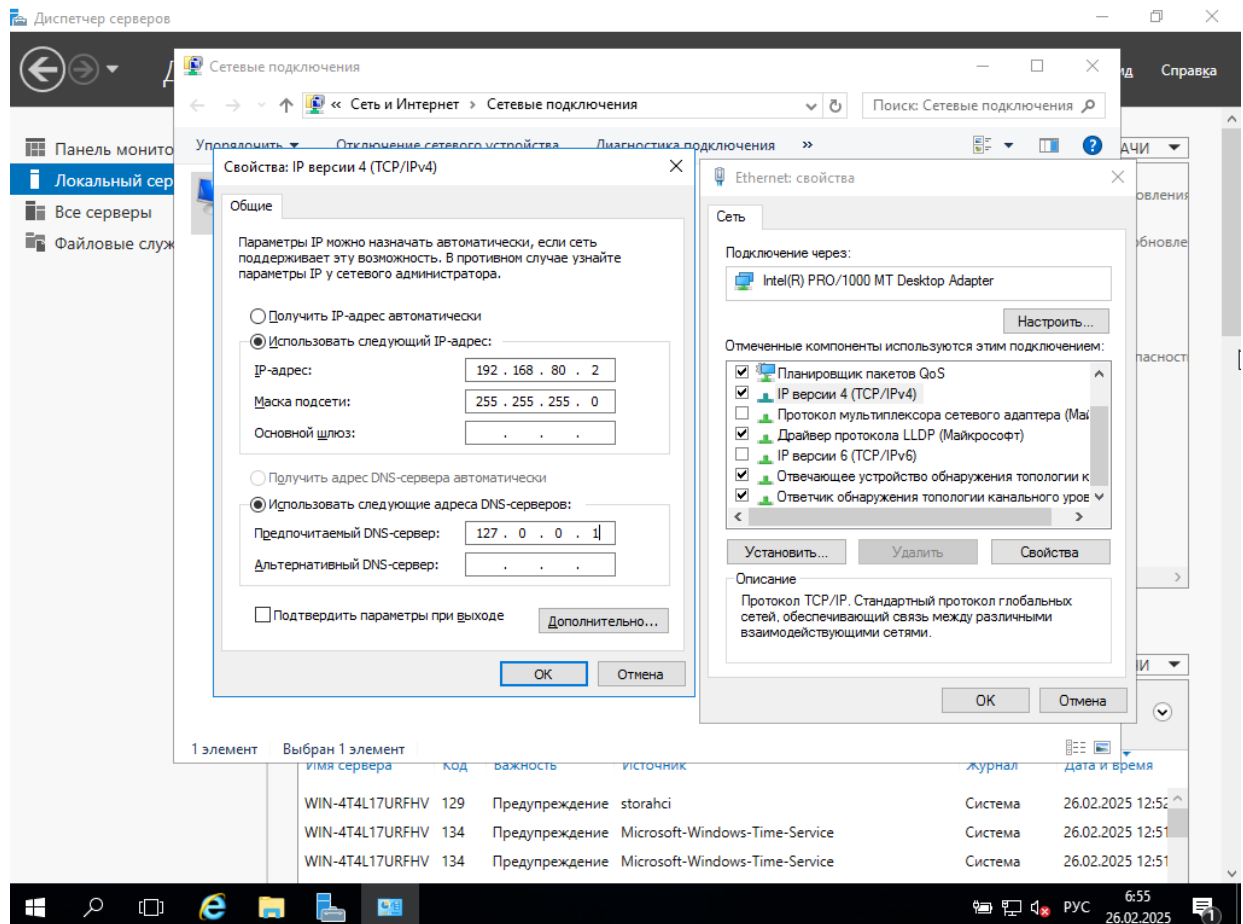 Диспетчер серверов
Справка
Сетевые подключения
« Сеть и Интернет › Сетевые подключения
Поиск: Сетевые подключения
Упорядочить
Отключение сетевого устройства
Диагностика подключения
»
Панель монито
Локальный сер
Все серверы
Файловые служ
АЧИ
овления
обновле
пасност
Свойства: IP версии 4 (TCP/IPv4)
Общие
Параметры IP можно назначать автоматически, если сеть
поддерживает эту возможность. В противном случае узнайте
параметры IP у сетевого администратора.
Получить IP-адрес автоматически
Использовать следующий IP-адрес:
IP-адрес: 192 . 168 . 80 . 2
Маска подсети: 255 . 255 . 255 . 0
Основной шлюз: . . .
Получить адрес DNS-сервера автоматически
Использовать следующие адреса DNS-серверов:
Предпочитаемый DNS-сервер: 127 . 0 . 0 . 1
Альтернативный DNS-сервер: . . .
Подтвердить параметры при выходе
Дополнительно...
ОК
Отмена
Ethernet: свойства
Сеть
Подключение через:
Intel(R) PRO/1000 MT Desktop Adapter
Настроить...
Отмеченные компоненты используются этим подключением:
Планировщик пакетов QoS
IP версии 4 (TCP/IPv4)
Протокол мультиплексора сетевого адаптера (Май
Драйвер протокола LLDP (Майкрософт)
IP версии 6 (TCP/IPv6)
Отвечающее устройство обнаружения топологии к
Ответчик обнаружения топологии канального уров
Установить...
Удалить
Свойства
Описание
Протокол TCP/IP. Стандартный протокол глобальных
сетей, обеспечивающий связь между различными
взаимодействующими сетями.
ОК
Отмена
1 элемент
Выбран 1 элемент
Имя сервера Код Важность Источник Журнал Дата и время
WIN-4T4L17URFHV 129 Предупреждение storahci Система 26.02.2025 12:52
WIN-4T4L17URFHV 134 Предупреждение Microsoft-Windows-Time-Service Система 26.02.2025 12:51
WIN-4T4L17URFHV 134 Предупреждение Microsoft-Windows-Time-Service Система 26.02.2025 12:51
РУС
6:55
26.02.2025
1